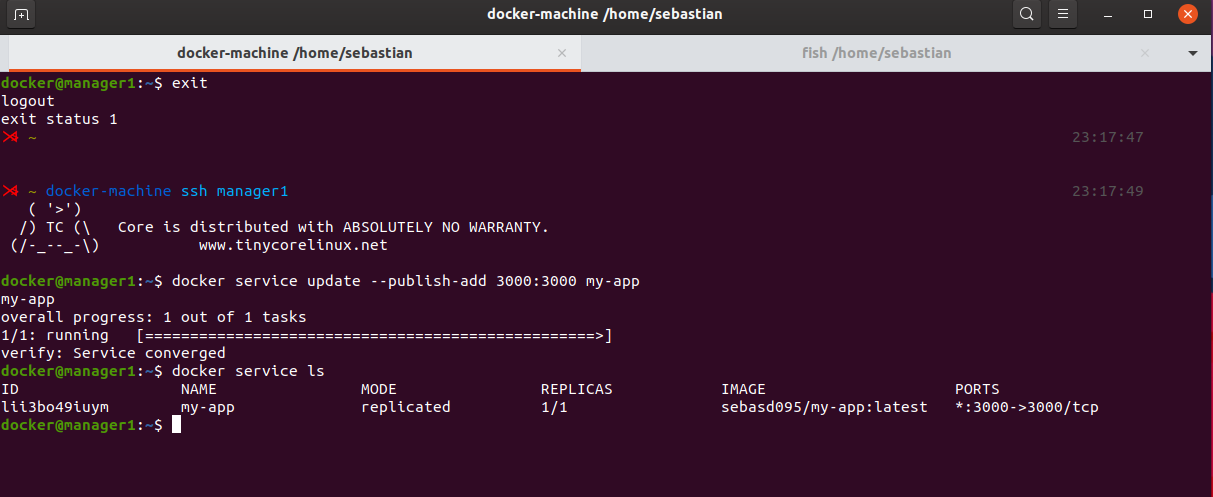 docker-machine /home/sebastian
docker-machine /home/sebastian ×
fish /home/sebastian ×
docker@manager1:~$ exit
logout
exit status 1
~ 23:17:47
~ docker-machine ssh manager1 23:17:49
( '>')
/) TC (\   Core is distributed with ABSOLUTELY NO WARRANTY.
(/-_--_-\)           www.tinycorelinux.net
docker@manager1:~$ docker service update --publish-add 3000:3000 my-app
my-app
overall progress: 1 out of 1 tasks
1/1: running   [==================================================>]
verify: Service converged
docker@manager1:~$ docker service ls
ID                  NAME                MODE                REPLICAS            IMAGE                     PORTS
lii3bo49iuym        my-app              replicated          1/1                 sebasd095/my-app:latest   *:3000->3000/tcp
docker@manager1:~$